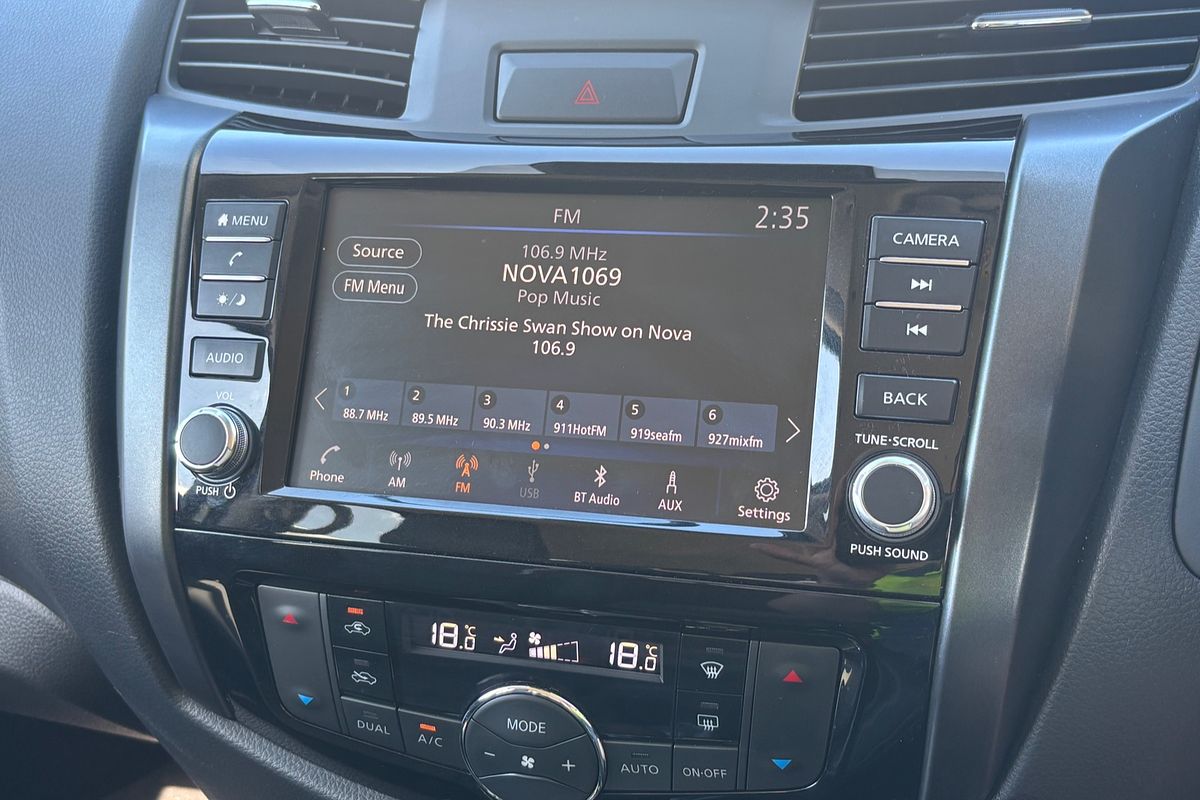 FM
2:35
MENU
AUDIO
VOL
PUSH
Source
FM Menu
106.9 MHz
NOVA1069
Pop Music
The Chrissie Swan Show on Nova
106.9
1
88.7 MHz
2
89.5 MHz
3
90.3 MHz
4
911HotFM
5
919seafm
6
927mixfm
Phone
AM
FM
USB
BT Audio
AUX
Settings
CAMERA
BACK
TUNE·SCROLL
PUSH SOUND
18.0°C
18.0°C
DUAL
A/C
MODE
- +
AUTO
ON·OFF